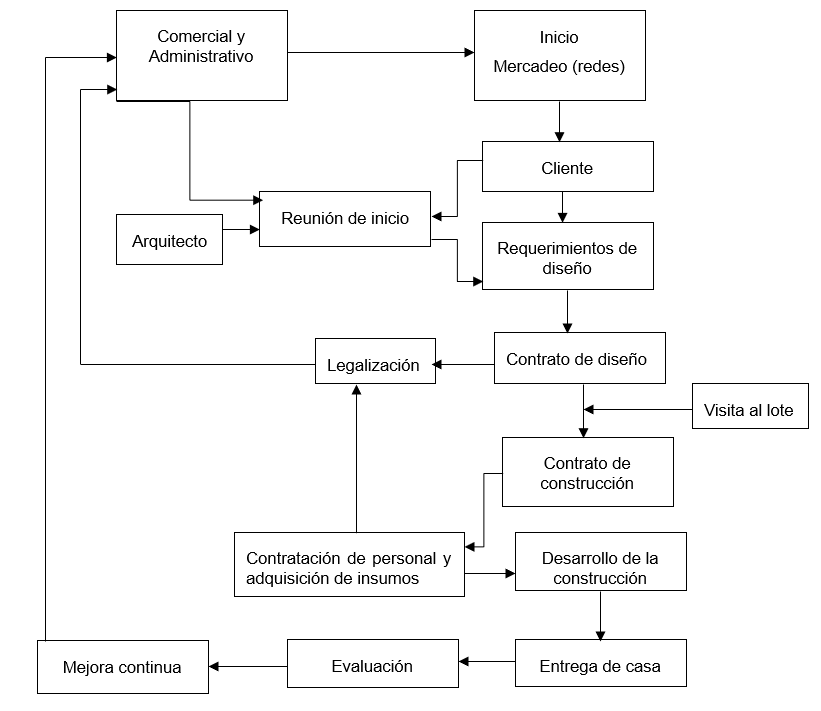 Comercial y
Administrativo
Inicio
Mercadeo (redes)
Cliente
Reunión de inicio
Arquitecto
Requerimientos de
diseño
Legalización
Contrato de diseño
Visita al lote
Contrato de
construcción
Contratación de personal y
adquisición de insumos
Desarrollo de la
construcción
Mejora continua
Evaluación
Entrega de casa